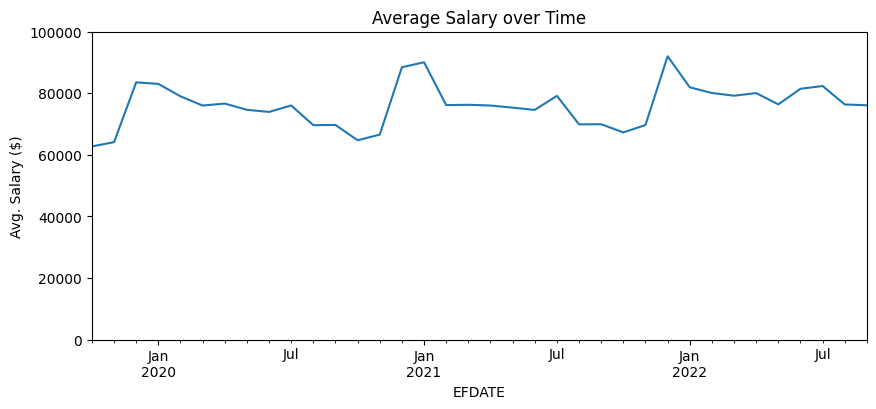 Average Salary over Time
100000
80000
60000
40000
20000
0
Avg. Salary ($)
Jan
2020
Jul
Jan
2021
Jul
Jan
2022
Jul
EFDATE